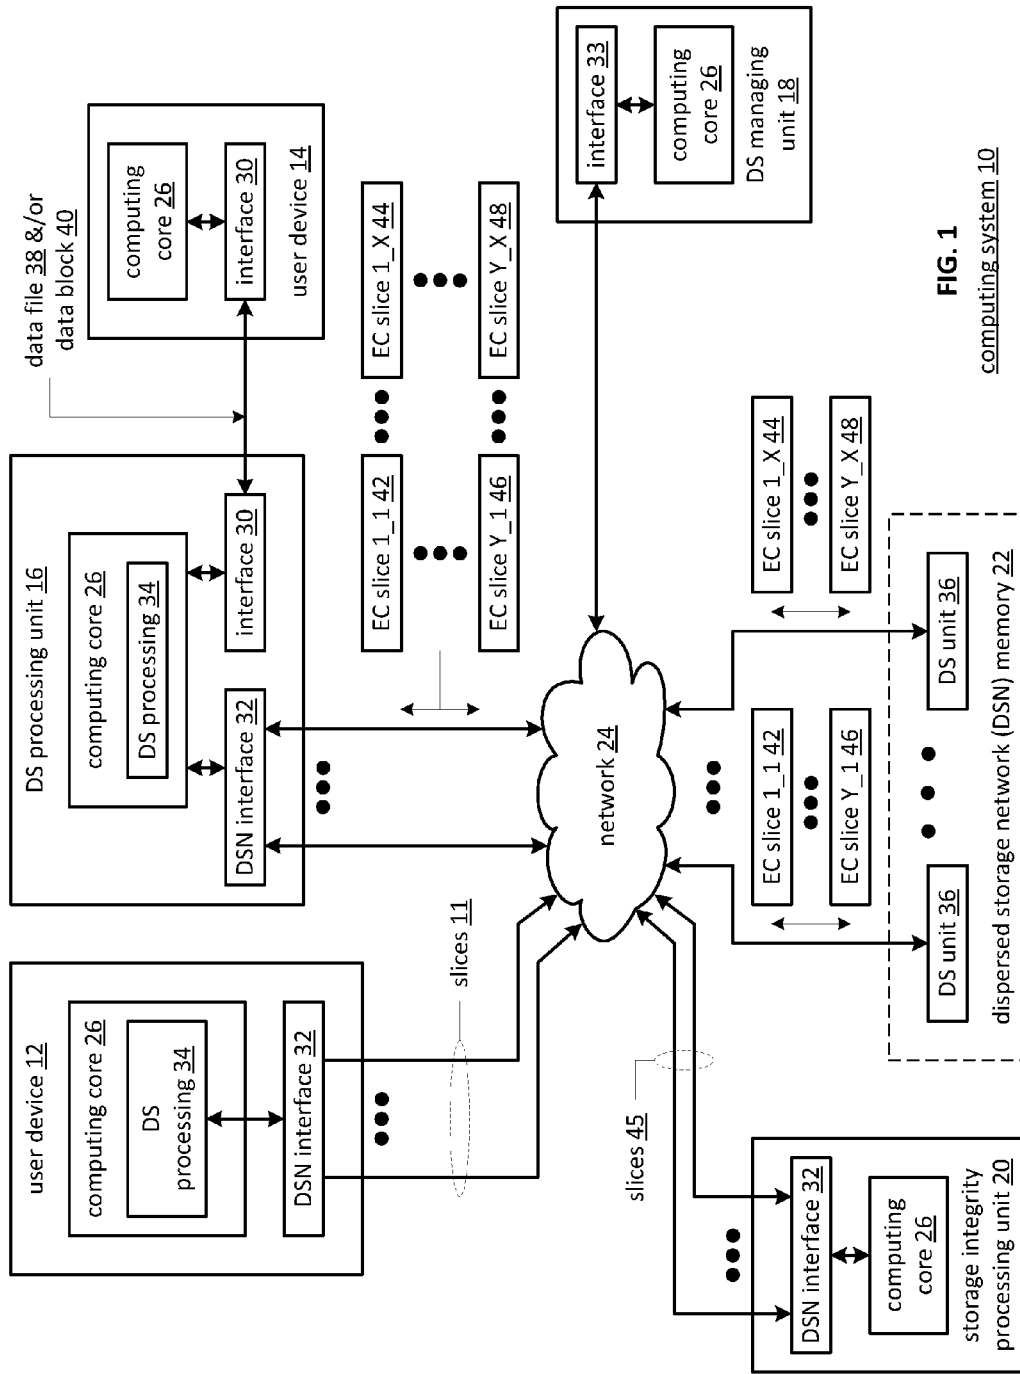 user device 12
computing core 26
DS
processing 34
DSN interface 32
slices 11
DS processing unit 16
computing core 26
DS processing 34
DSN interface 32
interface 30
data file 38 &/or
data block 40
computing
core 26
interface 30
user device 14
EC slice 1_1 42
EC slice 1_X 44
EC slice Y_1 46
EC slice Y_X 48
network 24
interface 33
computing
core 26
DS managing
unit 18
slices 45
DSN interface 32
computing
core 26
storage integrity
processing unit 20
EC slice 1_1 42
EC slice Y_1 46
EC slice 1_X 44
EC slice Y_X 48
DS unit 36
DS unit 36
dispersed storage network (DSN) memory 22
FIG. 1
computing system 10